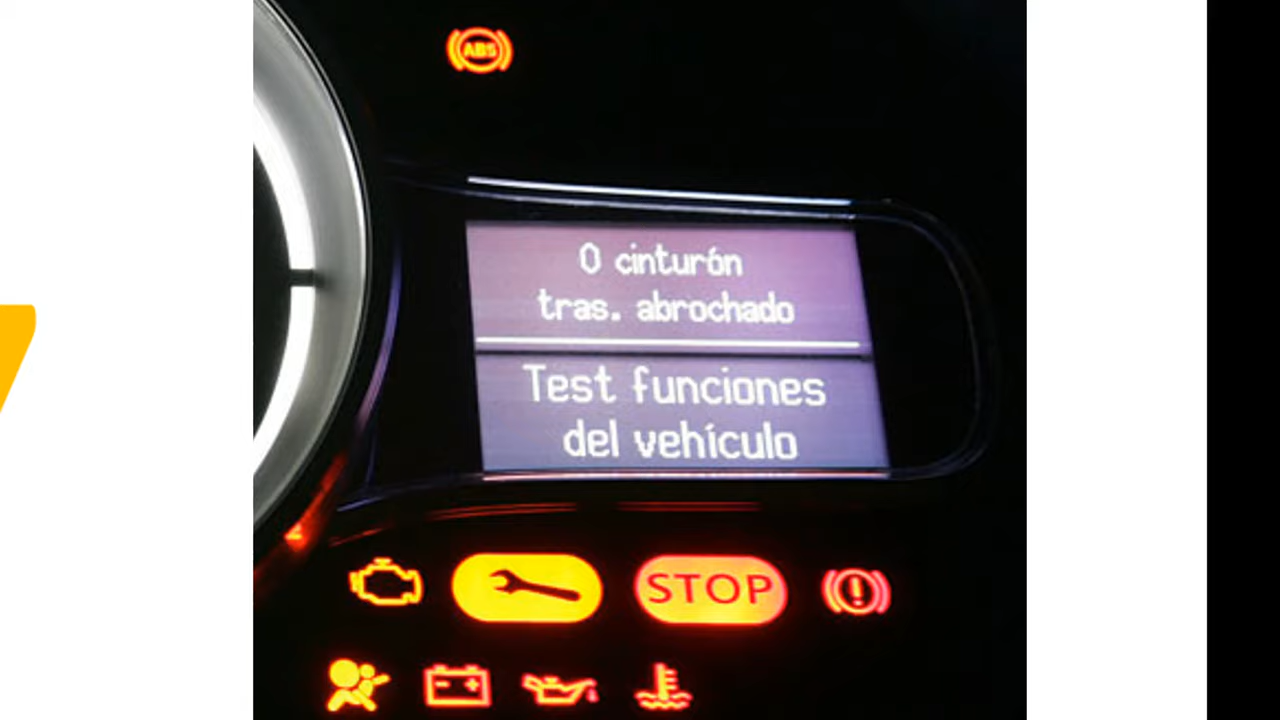 ABS
0 cinturón
tras. abrochado
Test funciones
del vehículo
STOP